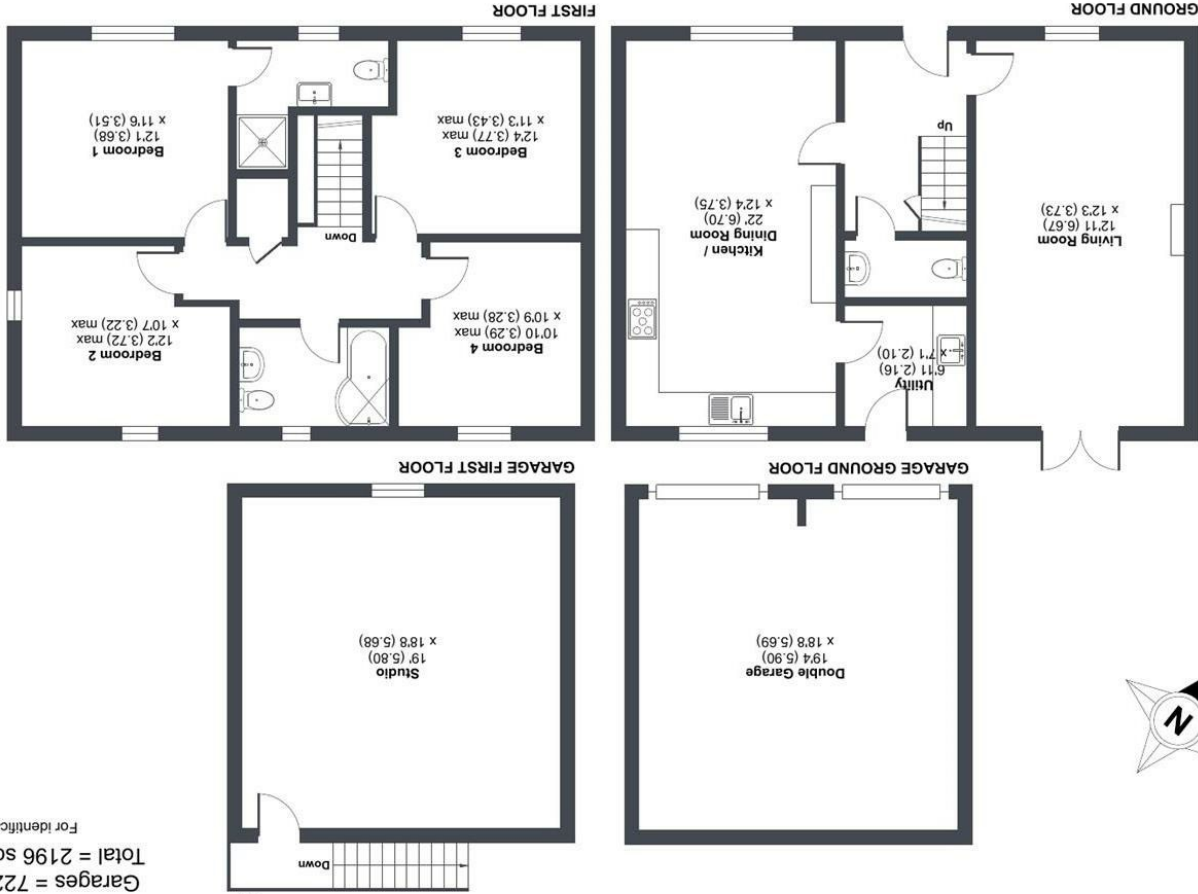 Garages = 722
Total = 2196 sq
For identific
Down
Studio
19' (5.80)
x 18'8 (5.68)
Double Garage
19'4 (5.90)
x 18'8 (5.69)
GARAGE GROUND FLOOR
GARAGE FIRST FLOOR
Living Room
12'11 (6.67)
x 12'3 (3.73)
Utility
6'11 (2.16)
x 7'1 (2.10)
Kitchen /
Dining Room
22' (6.70)
x 12'4 (3.75)
Up
GROUND FLOOR
Bedroom 4
10'10 (3.29) max
x 10'9 (3.28) max
Bedroom 2
12'2 (3.72) max
x 10'7 (3.22) max
Down
Bedroom 3
12'4 (3.77) max
x 11'3 (3.43) max
Bedroom 1
12'1 (3.68)
x 11'6 (3.51)
FIRST FLOOR
N